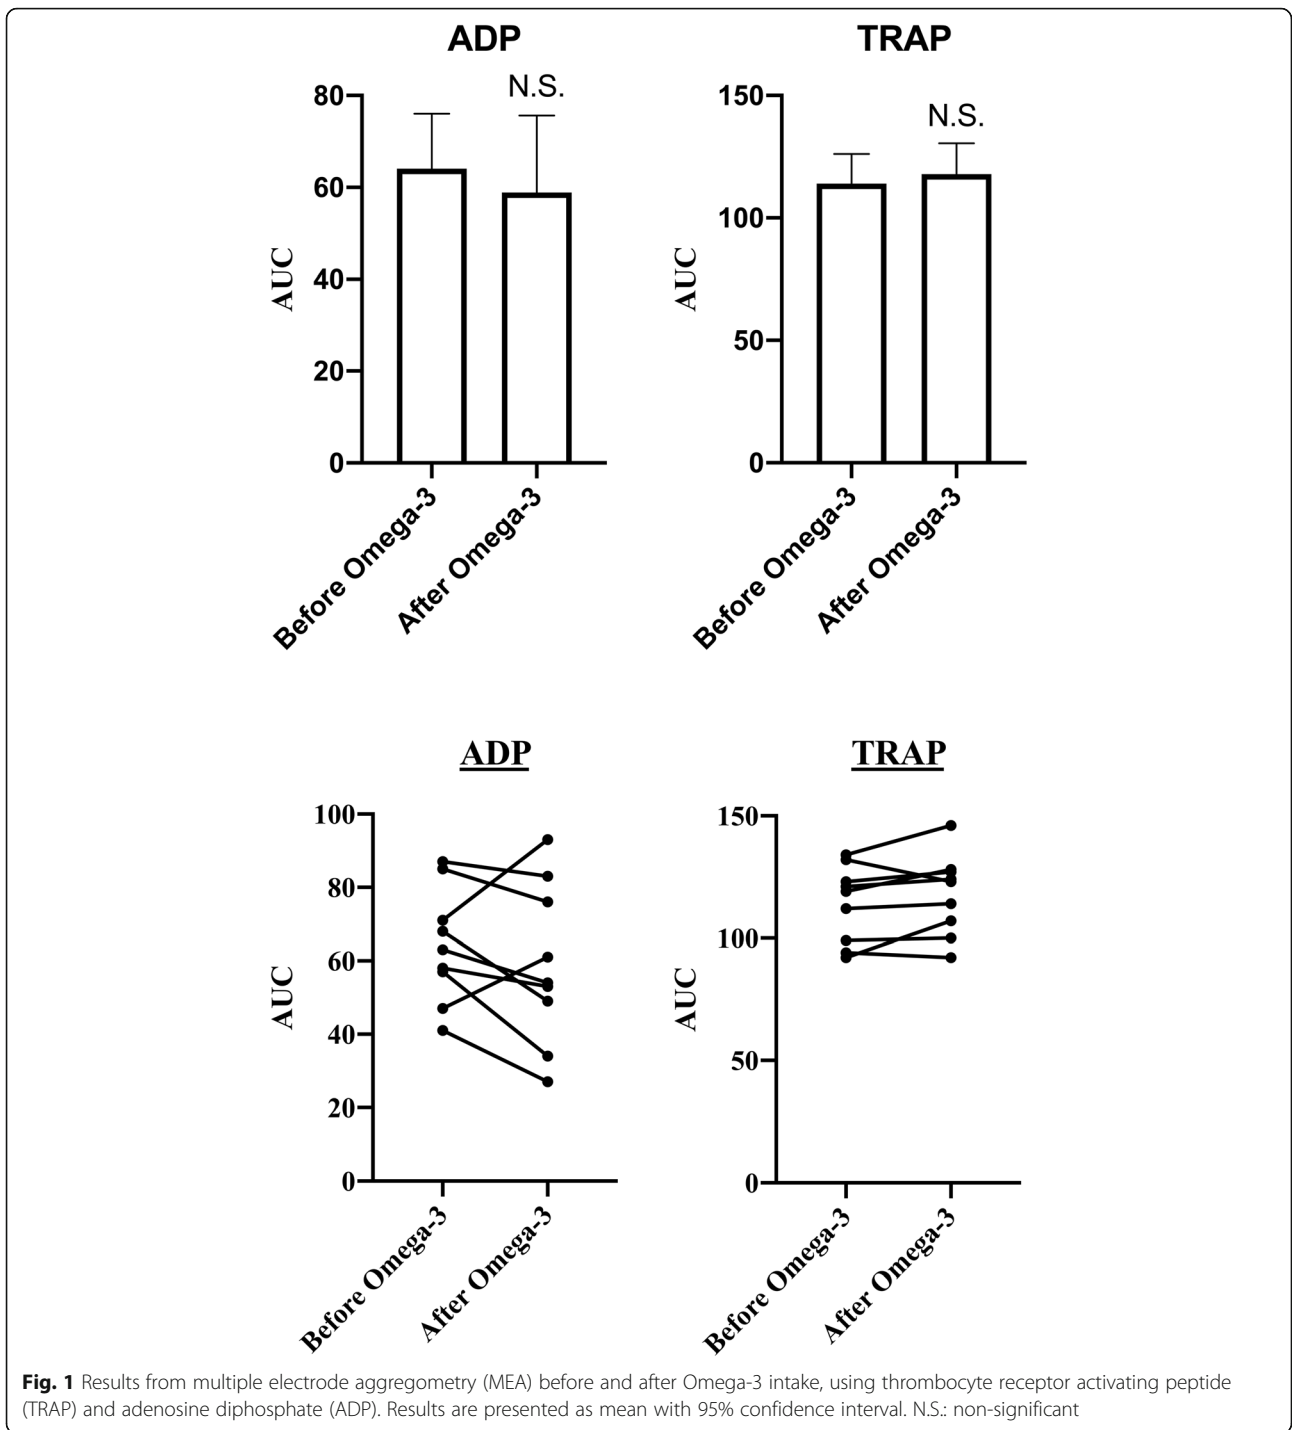 ADP
TRAP
N.S.
N.S.
80
60
40
20
0
AUC
150
100
50
0
AUC
Before Omega-3
After Omega-3
Before Omega-3
After Omega-3
ADP
TRAP
100
80
60
40
20
0
AUC
150
100
50
0
AUC
Before Omega-3
After Omega-3
Before Omega-3
After Omega-3
Fig. 1 Results from multiple electrode aggregometry (MEA) before and after Omega-3 intake, using thrombocyte receptor activating peptide
(TRAP) and adenosine diphosphate (ADP). Results are presented as mean with 95% confidence interval. N.S.: non-significant